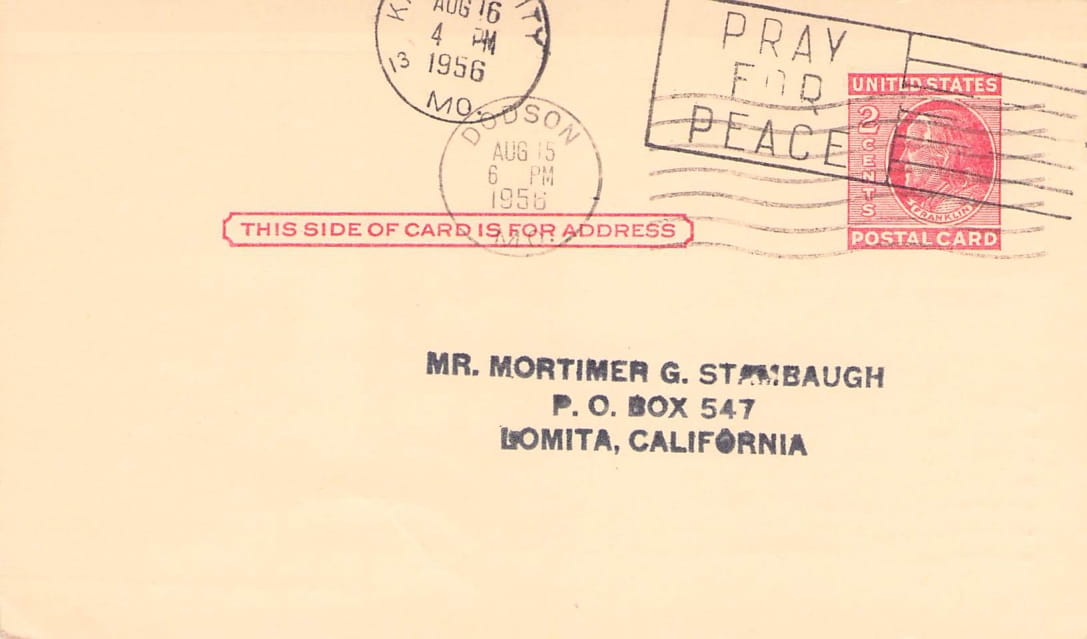 AUG 16
4 PM
13 1956
MO.
PRAY
FOR
PEACE
DODSON
AUG 15
6 PM
1956
MO.
UNITED STATES
2 CENTS
FRANKLIN
POSTAL CARD
THIS SIDE OF CARD IS FOR ADDRESS
MR. MORTIMER G. STAMBAUGH
P. O. BOX 547
LOMITA, CALIFORNIA